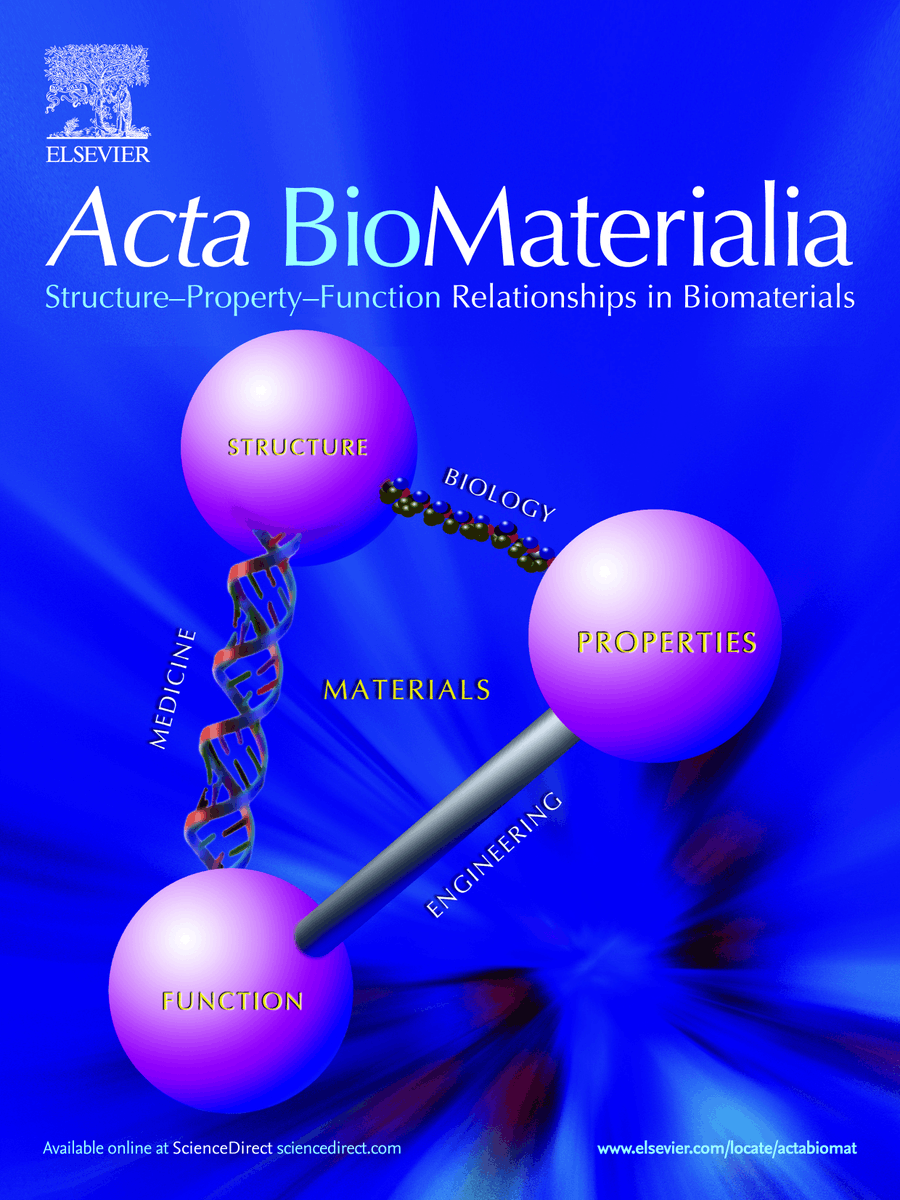 ELSEVIER
Acta BioMaterialia
Structure–Property–Function Relationships in Biomaterials
STRUCTURE
BIOLOGY
PROPERTIES
MEDICINE
MATERIALS
ENGINEERING
FUNCTION
Available online at ScienceDirect sciencedirect.com
www.elsevier.com/locate/actabiomat